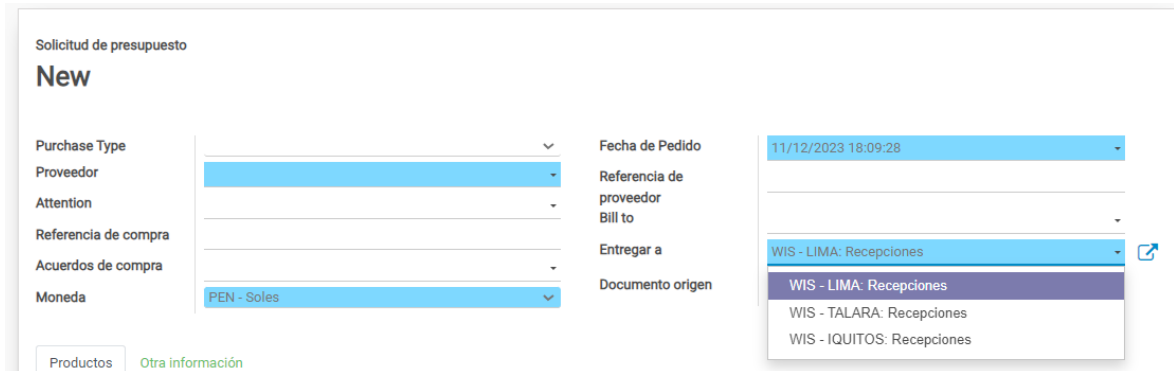 Solicitud de presupuesto
New
Purchase Type
Proveedor
Attention
Referencia de compra
Acuerdos de compra
Moneda PEN - Soles
Fecha de Pedido 11/12/2023 18:09:28
Referencia de
proveedor
Bill to
Entregar a WIS - LIMA: Recepciones
Documento origen
WIS - LIMA: Recepciones
WIS - TALARA: Recepciones
WIS - IQUITOS: Recepciones
Productos Otra información